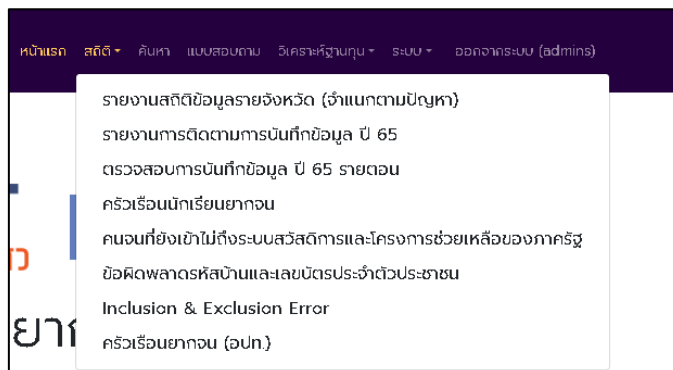 หน้าแรก สถิติ ค้นหา แบบสอบถาม วิเคราะห์ฐานทุน ระบบ ออกจากระบบ (admins)
รายงานสถิติข้อมูลรายจังหวัด (จำแนกตามปัญหา)
รายงานการติดตามการบันทึกข้อมูล ปี 65
ตรวจสอบการบันทึกข้อมูล ปี 65 รายตอน
ครัวเรือนนักเรียนยากจน
คนจนที่ยังเข้าไม่ถึงระบบสวัสดิการและโครงการช่วยเหลือของภาครัฐ
ข้อผิดพลาดรหัสบ้านและเลขบัตรประจำตัวประชาชน
Inclusion & Exclusion Error
ครัวเรือนยากจน (อปท.)